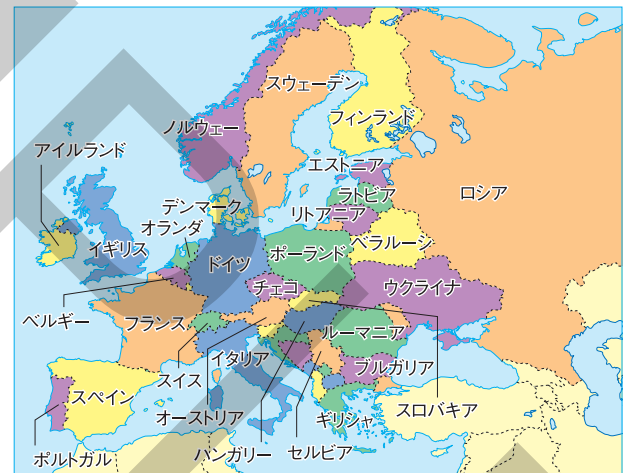 スウェーデン
フィンランド
ノルウェー
アイルランド
エストニア
ラトビア
ロシア
デンマーク
リトアニア
オランダ
イギリス
ベラルーシ
ポーランド
ドイツ
チェコ
ウクライナ
ベルギー
フランス
ルーマニア
イタリア
ブルガリア
スイス
スペイン
オーストリア
スロバキア
ギリシャ
ポルトガル
ハンガリー
セルビア